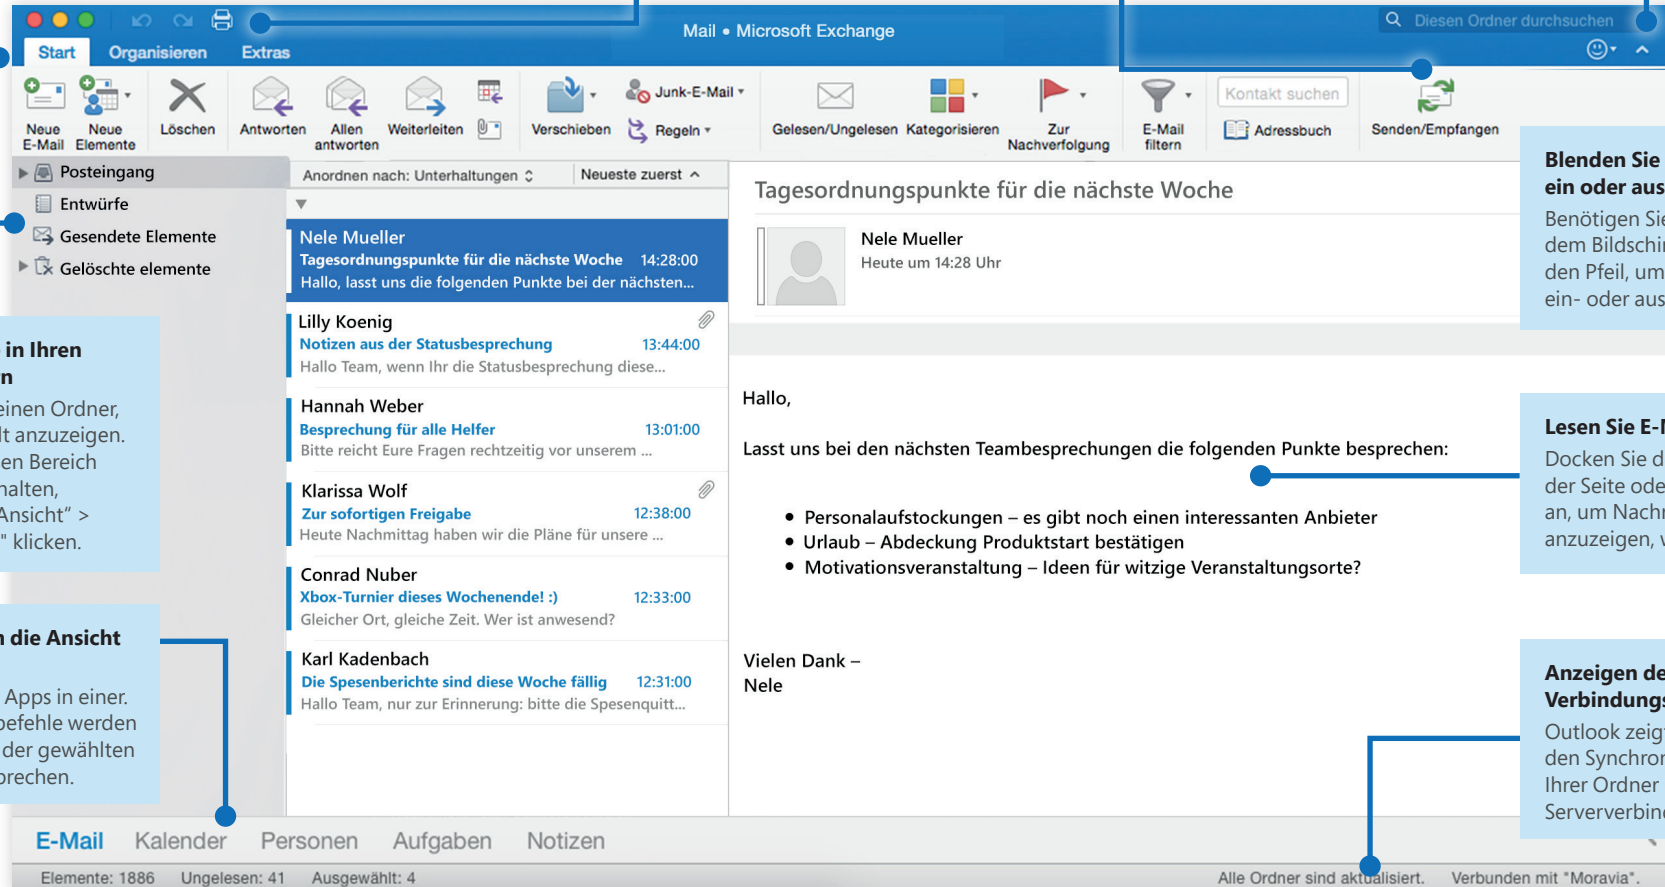 Mail • Microsoft Exchange
Diesen Ordner durchsuchen
Start Organisieren Extras
Neue E-Mail
Neue Elemente
Löschen
Antworten
Allen antworten
Weiterleiten
Verschieben
Junk-E-Mail
Regeln
Gelesen/Ungelesen
Kategorisieren
Zur Nachverfolgung
E-Mail filtern
Kontakt suchen
Adressbuch
Senden/Empfangen
Posteingang
Entwürfe
Gesendete Elemente
Gelöschte elemente
in Ihren
einen Ordner,
anzuzeigen.
Bereich
klicken.
die Ansicht
Apps in einer.
befehle werden
der gewählten
Anordnen nach: Unterhaltungen Neueste zuerst
Nele Mueller
Tagesordnungspunkte für die nächste Woche 14:28:00
Hallo, lasst uns die folgenden Punkte bei der nächsten...
Lilly Koenig
Notizen aus der Statusbesprechung 13:44:00
Hallo Team, wenn Ihr die Statusbesprechung diese...
Hannah Weber
Besprechung für alle Helfer 13:01:00
Bitte reicht Eure Fragen rechtzeitig vor unserem ...
Klarissa Wolf
Zur sofortigen Freigabe 12:38:00
Heute Nachmittag haben wir die Pläne für unsere ...
Conrad Nuber
Xbox-Turnier dieses Wochenende! :) 12:33:00
Gleicher Ort, gleiche Zeit. Wer ist anwesend?
Karl Kadenbach
Die Spesenberichte sind diese Woche fällig 12:31:00
Hallo Team, nur zur Erinnerung: bitte die Spesenquitt...
Tagesordnungspunkte für die nächste Woche
Nele Mueller
Heute um 14:28 Uhr
Hallo,
Lasst uns bei den nächsten Teambesprechungen die folgenden Punkte besprechen:
• Personalaufstockungen – es gibt noch einen interessanten Anbieter
• Urlaub – Abdeckung Produktstart bestätigen
• Motivationsveranstaltung – Ideen für witzige Veranstaltungsorte?
Vielen Dank –
Nele
Blenden Sie
ein oder aus
Benötigen Sie
dem Bildschir
den Pfeil, um
ein- oder aus
Lesen Sie E-
Docken Sie d
der Seite ode
an, um Nach
anzuzeigen,
Anzeigen de
Verbindungs
Outlook zeig
den Synchron
Ihrer Ordner
Serververbind
E-Mail Kalender Personen Aufgaben Notizen
Elemente: 1886 Ungelesen: 41 Ausgewählt: 4
Alle Ordner sind aktualisiert. Verbunden mit "Moravia".